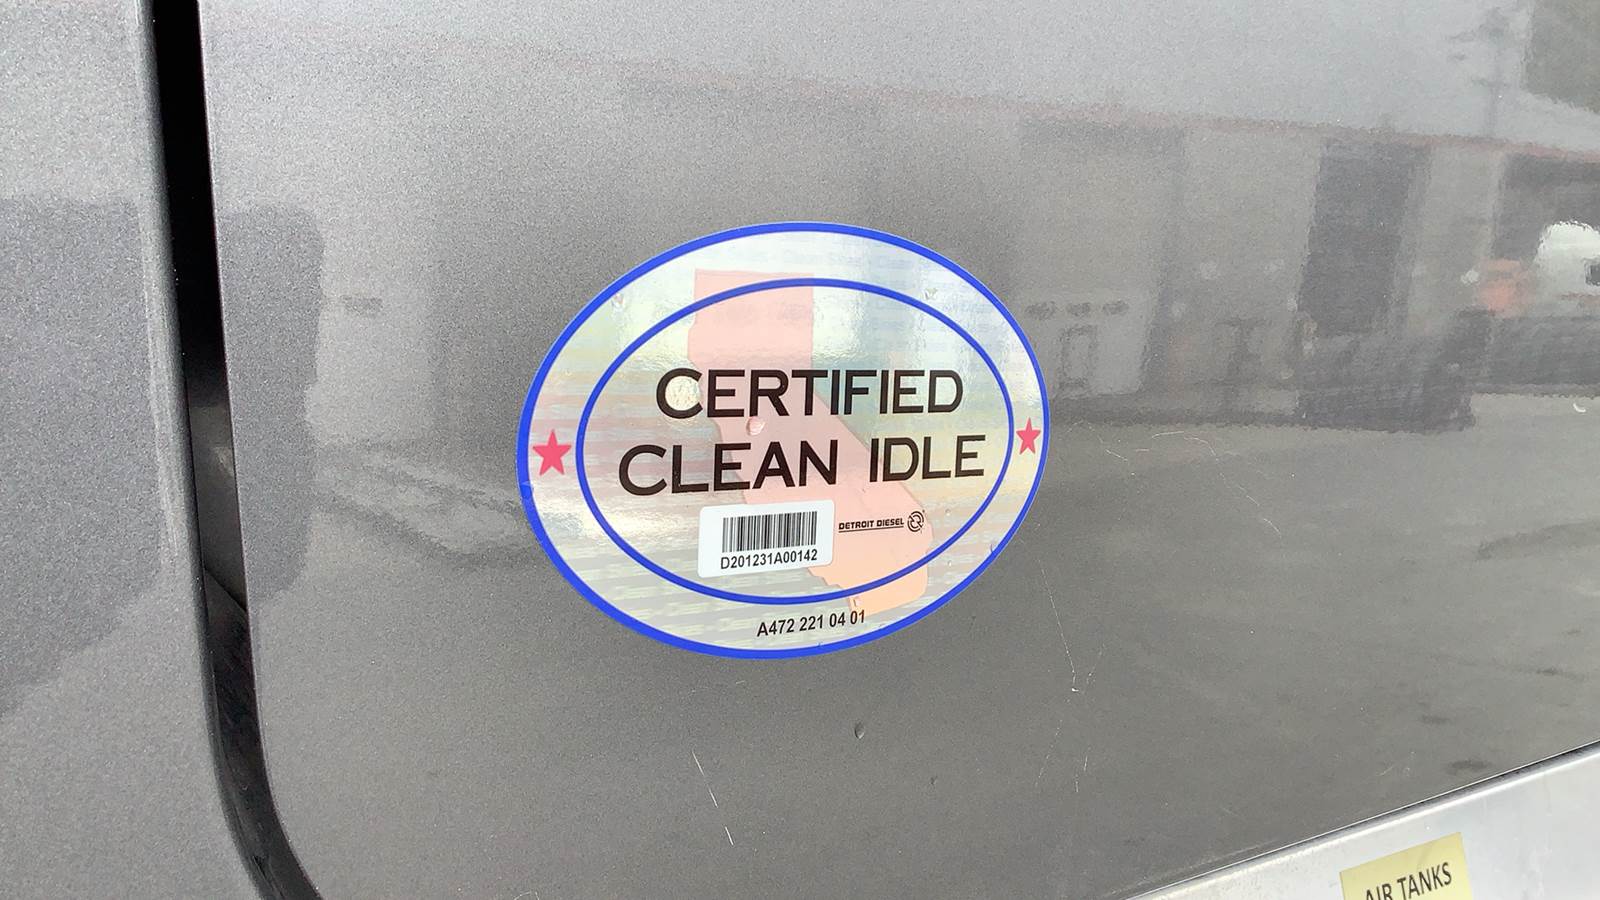 CERTIFIED
CLEAN IDLE
DETROIT DIESEL
D201231A00142
A472 221 04 01
AIR TANKS